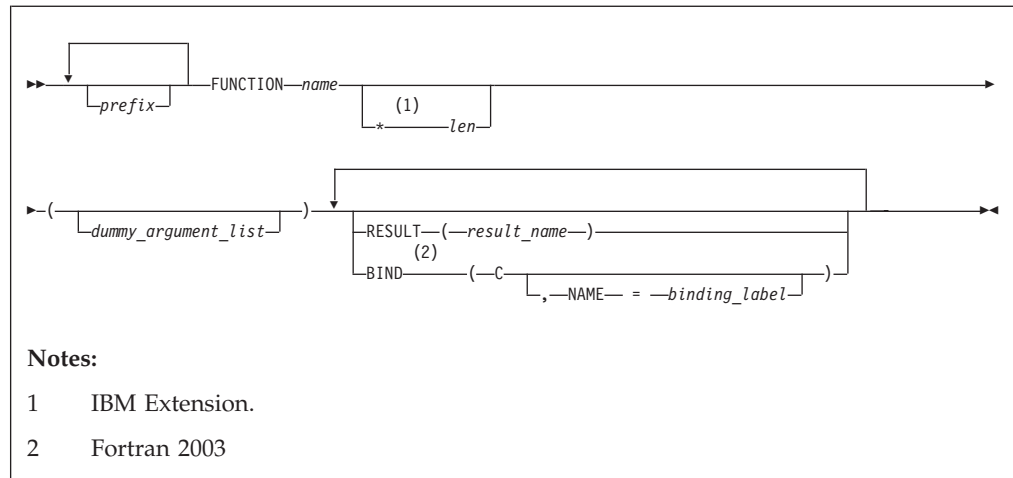 FUNCTION name
prefix
(1)
* len
( dummy_argument_list )
RESULT ( result_name )
(2)
BIND ( C )
, NAME = binding_label
Notes:
1 IBM Extension.
2 Fortran 2003